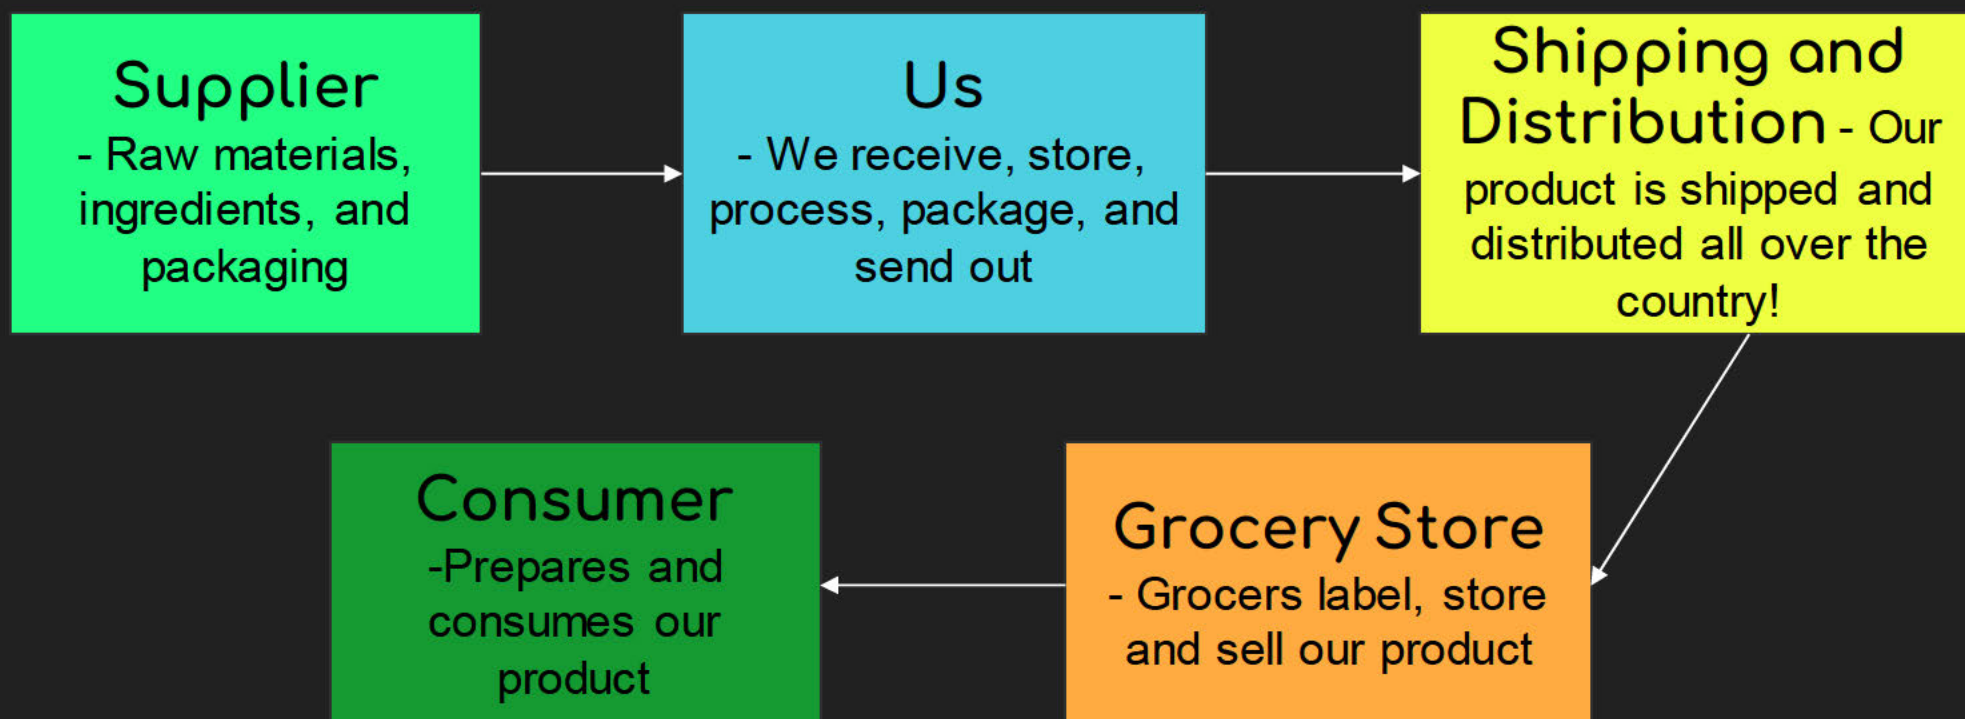 Supplier
- Raw materials,
ingredients, and
packaging
Us
- We receive, store,
process, package, and
send out
Shipping and
Distribution - Our
product is shipped and
distributed all over the
country!
Grocery Store
- Grocers label, store
and sell our product
Consumer
-Prepares and
consumes our
product